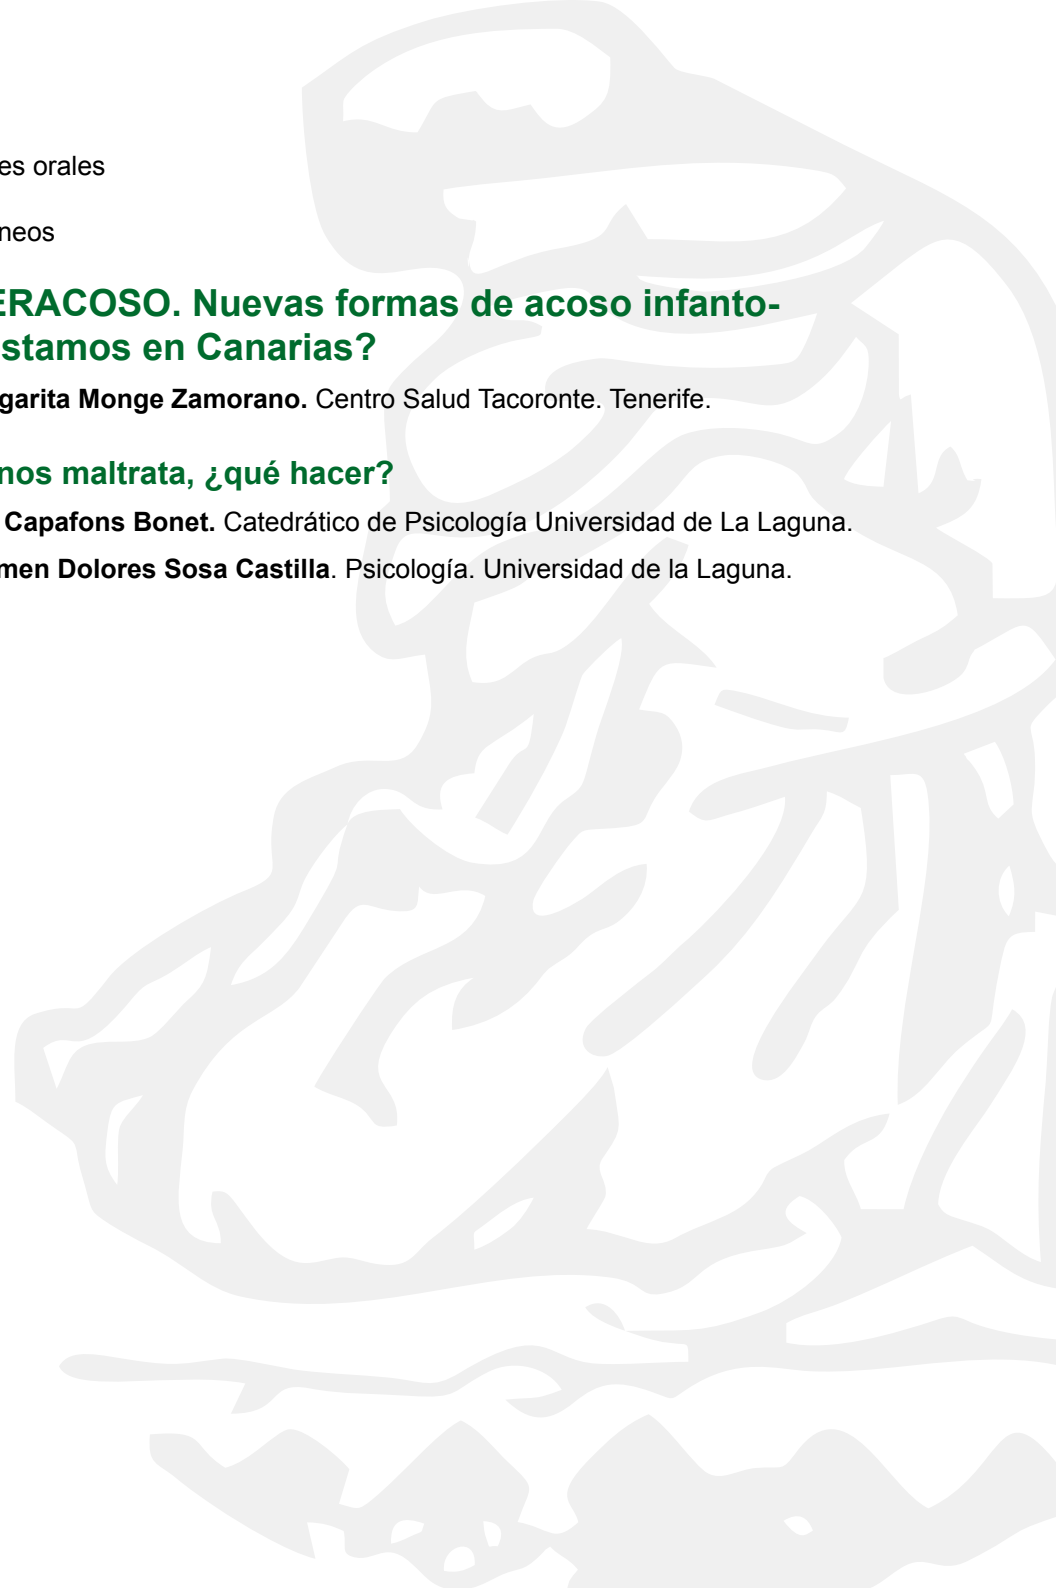 es orales
neos
ERACOSO. Nuevas formas de acoso infanto-
stamos en Canarias?
garita Monge Zamorano. Centro Salud Tacoronte. Tenerife.
nos maltrata, ¿qué hacer?
Capafons Bonet. Catedrático de Psicología Universidad de La Laguna.
men Dolores Sosa Castilla. Psicología. Universidad de la Laguna.